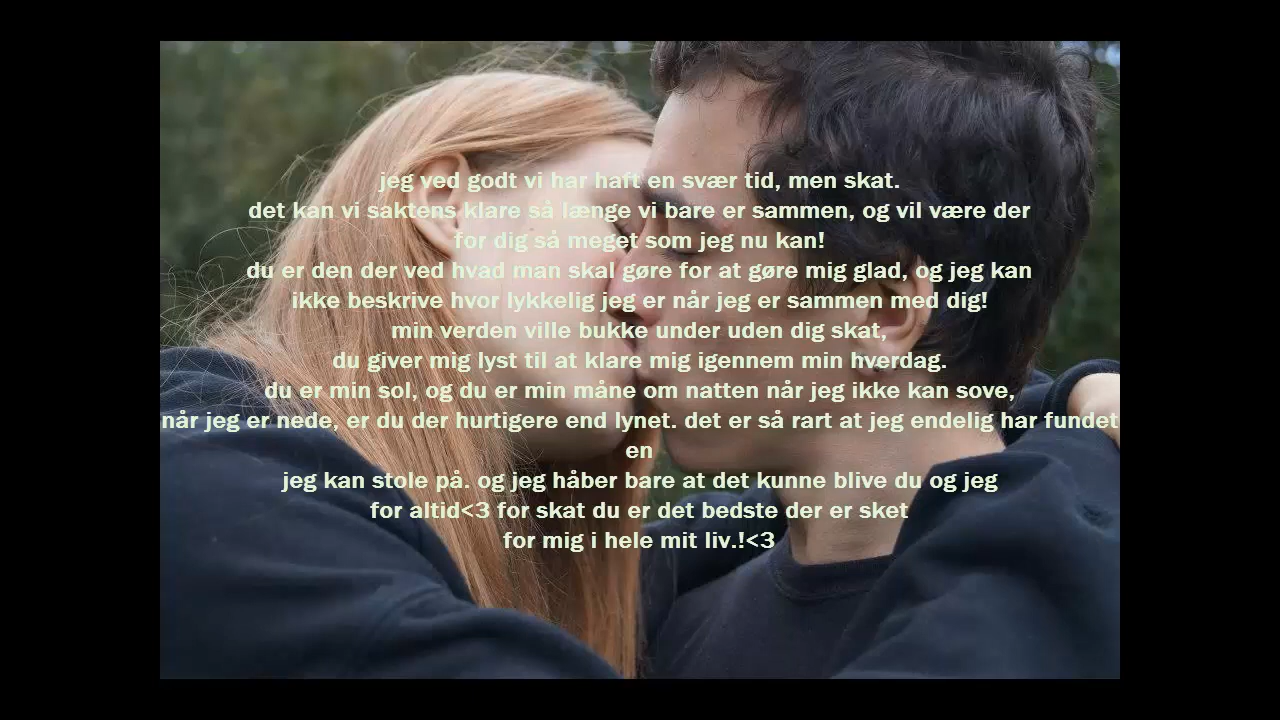 jeg ved godt vi har haft en svær tid, men skat.
det kan vi saktens klare så længe vi bare er sammen, og vil være der
for dig så meget som jeg nu kan!
du er den der ved hvad man skal gøre for at gøre mig glad, og jeg kan
ikke beskrive hvor lykkelig jeg er når jeg er sammen med dig!
min verden ville bukke under uden dig skat,
du giver mig lyst til at klare mig igennem min hverdag.
du er min sol, og du er min måne om natten når jeg ikke kan sove,
når jeg er nede, er du der hurtigere end lynet. det er så rart at jeg endelig har fundet
en
jeg kan stole på. og jeg håber bare at det kunne blive du og jeg
for altid<3 for skat du er det bedste der er sket
for mig i hele mit liv.!<3